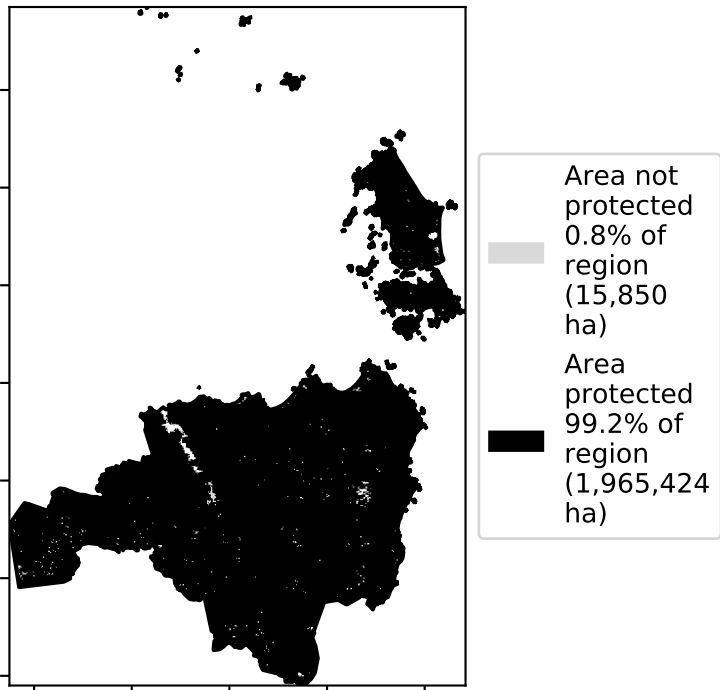 Area not
protected
0.8% of
region
(15,850
ha)
Area
protected
99.2% of
region
(1,965,424
ha)